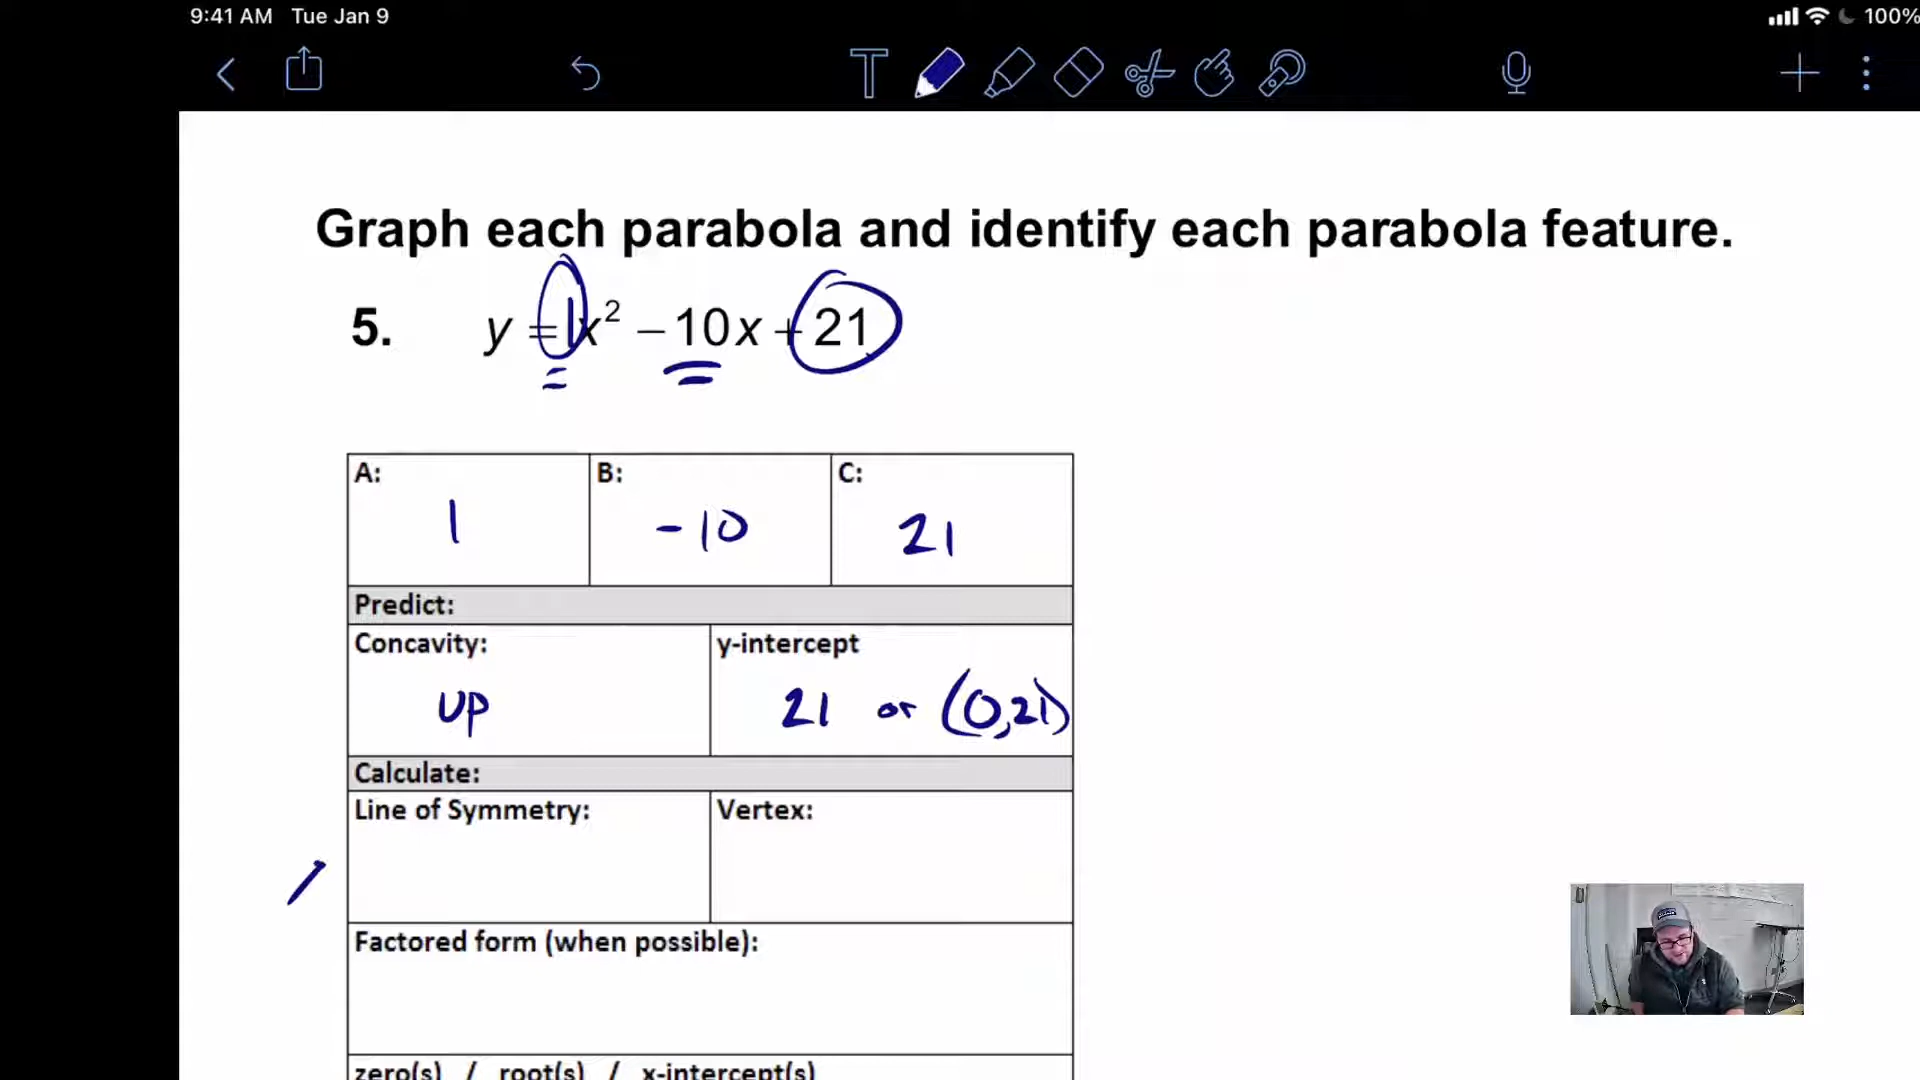 9:41 AM Tue Jan 9
100%
Graph each parabola and identify each parabola feature.
5. y = 1x² – 10x + 21
A: B: C:
1 -10 21
Predict:
Concavity: y-intercept
UP 21 or (0,21)
Calculate:
Line of Symmetry: Vertex:
Factored form (when possible):
zero(s) / root(s) / x-intercept(s)